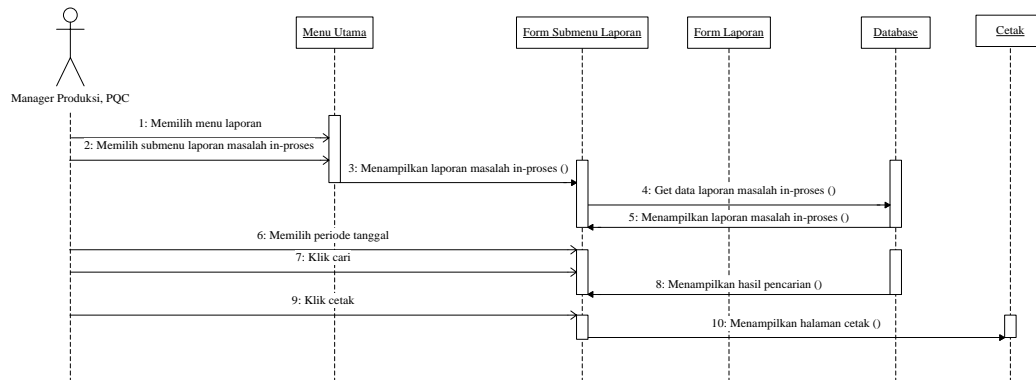 Menu Utama
Form Submenu Laporan
Form Laporan
Database
Cetak
Manager Produksi, PQC
1: Memilih menu laporan
2: Memilih submenu laporan masalah in-proses
3: Menampilkan laporan masalah in-proses ()
4: Get data laporan masalah in-proses ()
5: Menampilkan laporan masalah in-proses ()
6: Memilih periode tanggal
7: Klik cari
8: Menampilkan hasil pencarian ()
9: Klik cetak
10: Menampilkan halaman cetak ()